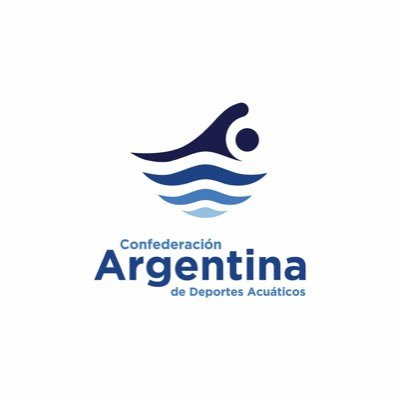 Confederación
Argentina
de Deportes Acuáticos